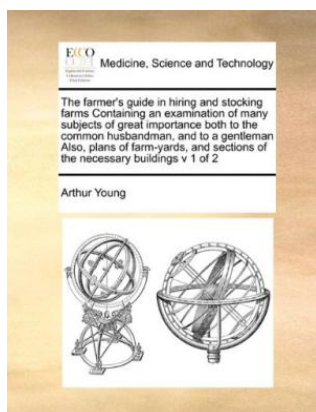 ECCO
Medicine, Science and Technology
The farmer's guide in hiring and stocking
farms Containing an examination of many
subjects of great importance both to the
common husbandman, and to a gentleman
Also, plans of farm-yards, and sections of
the necessary buildings v 1 of 2
Arthur Young